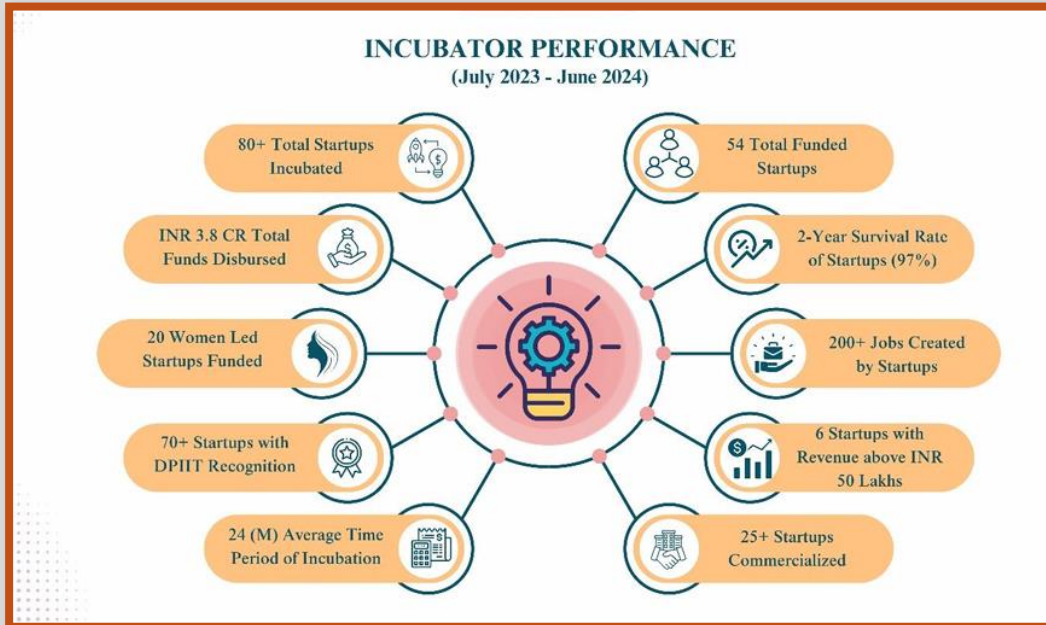 INCUBATOR PERFORMANCE
(July 2023 - June 2024)
80+ Total Startups
Incubated
54 Total Funded
Startups
INR 3.8 CR Total
Funds Disbursed
2-Year Survival Rate
of Startups (97%)
20 Women Led
Startups Funded
200+ Jobs Created
by Startups
70+ Startups with
DPIIT Recognition
6 Startups with
Revenue above INR
50 Lakhs
24 (M) Average Time
Period of Incubation
25+ Startups
Commercialized